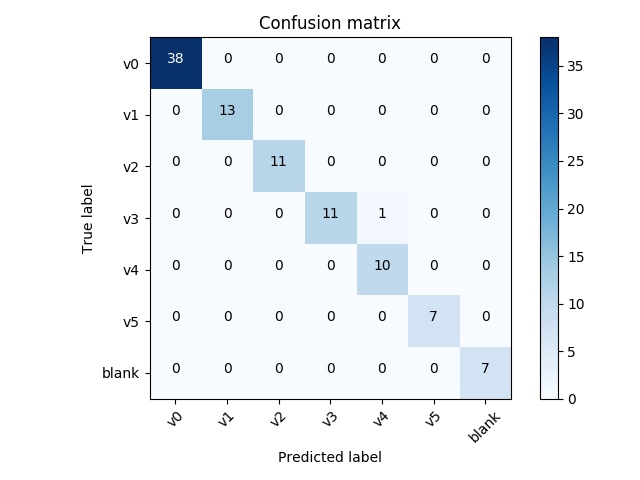 Confusion matrix
v0 38 0 0 0 0 0 0
v1 0 13 0 0 0 0 0
v2 0 0 11 0 0 0 0
v3 0 0 0 11 1 0 0
v4 0 0 0 0 10 0 0
v5 0 0 0 0 0 7 0
blank 0 0 0 0 0 0 7
v0 v1 v2 v3 v4 v5 blank
True label
Predicted label
35
30
25
20
15
10
5
0